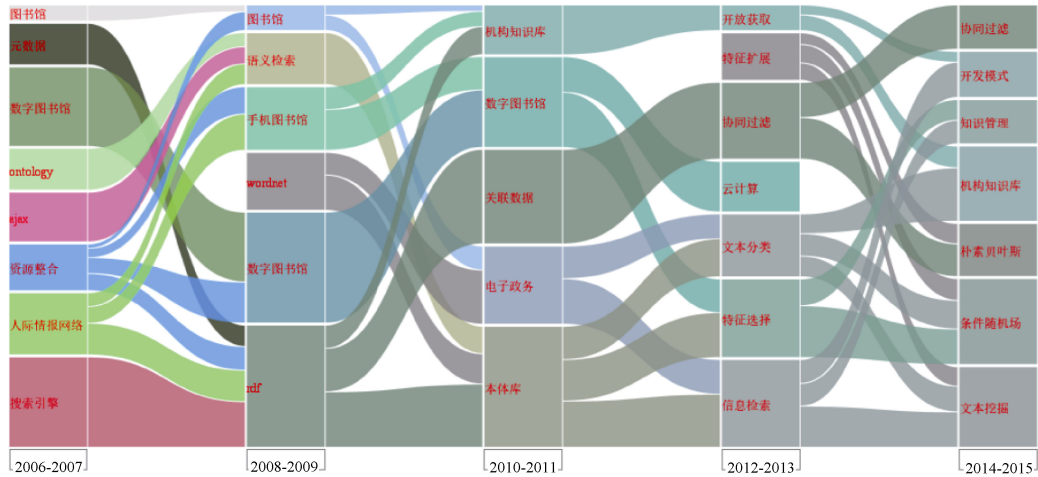 图书馆
元数据
数字图书馆
ontology
ajax
资源整合
人际情报网络
搜索引擎
2006-2007
图书馆
语义检索
手机图书馆
wordnet
数字图书馆
rdf
2008-2009
机构知识库
数字图书馆
关联数据
电子政务
本体库
2010-2011
开放获取
特征扩展
协同过滤
云计算
文本分类
特征选择
信息检索
2012-2013
协同过滤
开发模式
知识管理
机构知识库
朴素贝叶斯
条件随机场
文本挖掘
2014-2015